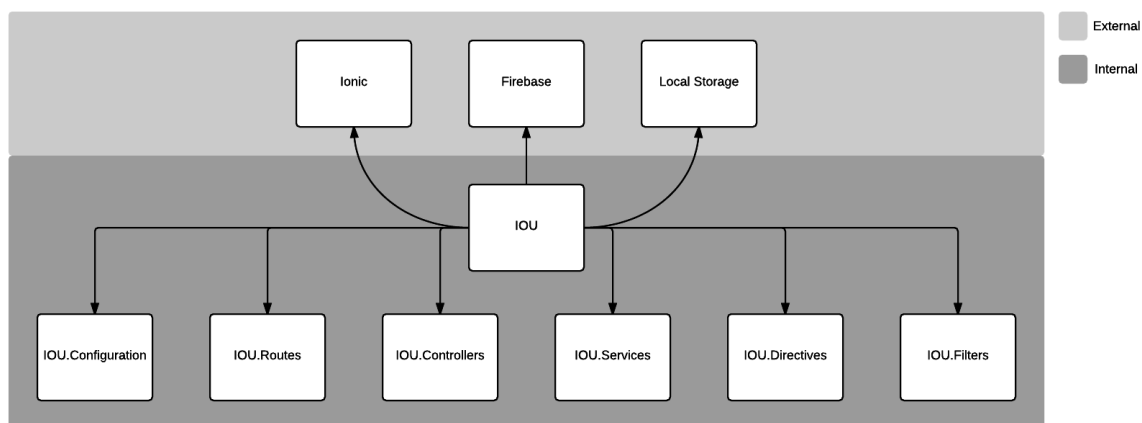 External
Ionic
Firebase
Local Storage
Internal
IOU
IOU.Configuration
IOU.Routes
IOU.Controllers
IOU.Services
IOU.Directives
IOU.Filters